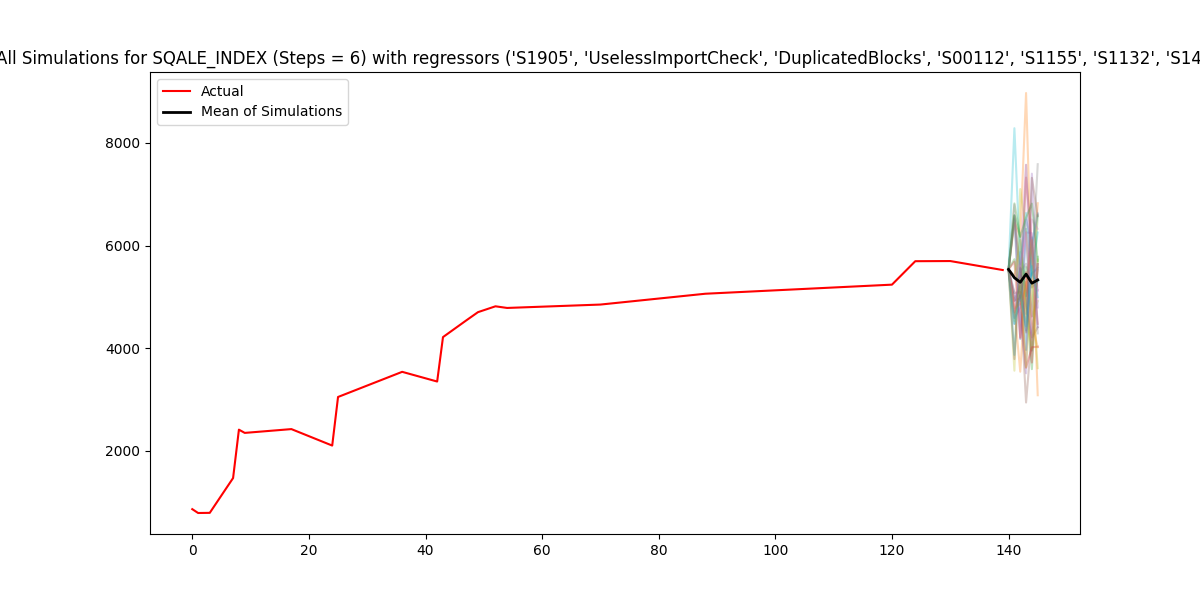 All Simulations for SQALE_INDEX (Steps = 6) with regressors ('S1905', 'UselessImportCheck', 'DuplicatedBlocks', 'S00112', 'S1155', 'S1132', 'S14
Actual
Mean of Simulations
8000
6000
4000
2000
0 20 40 60 80 100 120 140